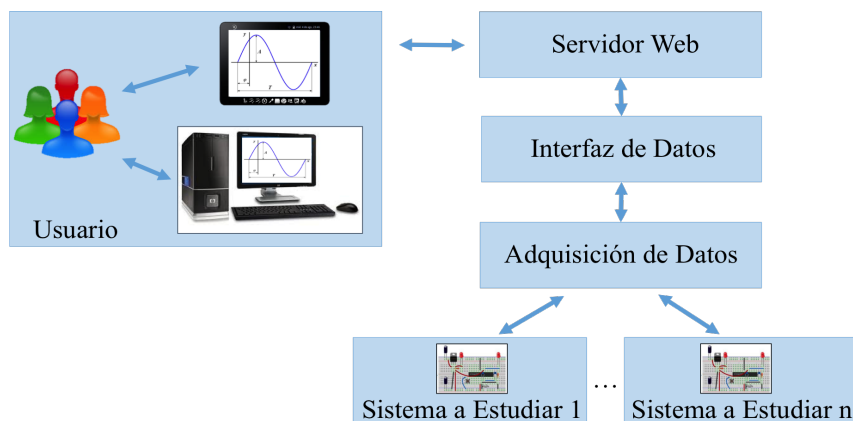 Servidor Web
Interfaz de Datos
Usuario
Adquisición de Datos
...
Sistema a Estudiar 1
Sistema a Estudiar n